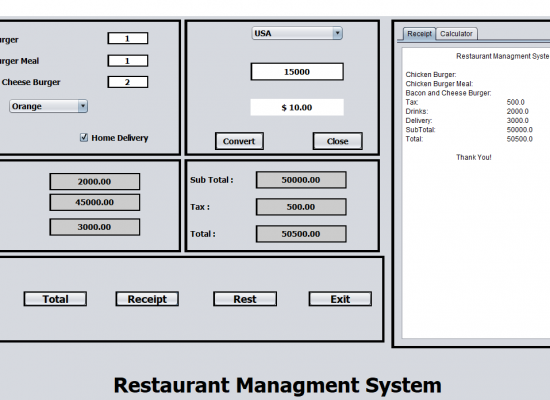 urger 1
urger Meal 1
Cheese Burger 2
Orange
Home Delivery
USA
15000
$ 10.00
Convert Close
2000.00
45000.00
3000.00
Sub Total : 50000.00
Tax : 500.00
Total : 50500.00
Total Receipt Rest Exit
Receipt Calculator
Restaurant Managment Syste
Chicken Burger:
Chicken Burger Meal:
Bacon and Cheese Burger:
Tax: 500.0
Drinks: 2000.0
Delivery: 3000.0
SubTotal: 50000.0
Total: 50500.0
Thank You!
Restaurant Managment System